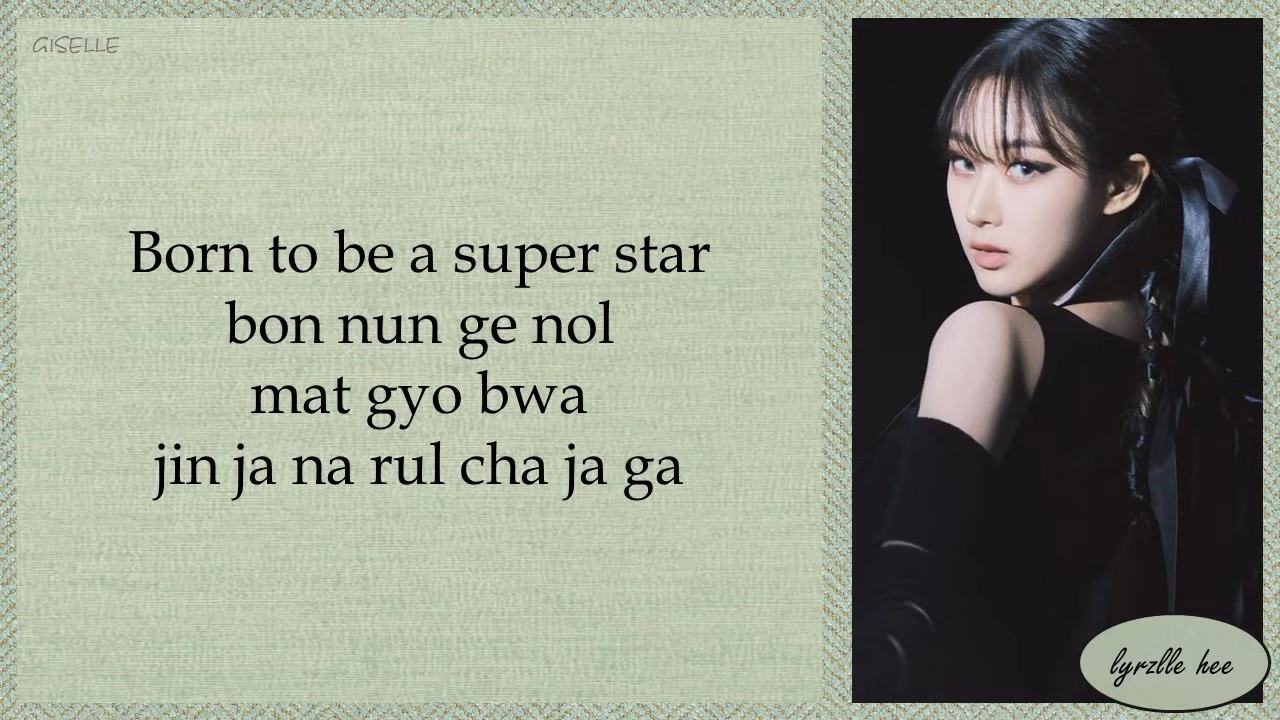 GISELLE
Born to be a super star
bon nun ge nol
mat gyo bwa
jin ja na rul cha ja ga
lyrzlle hee